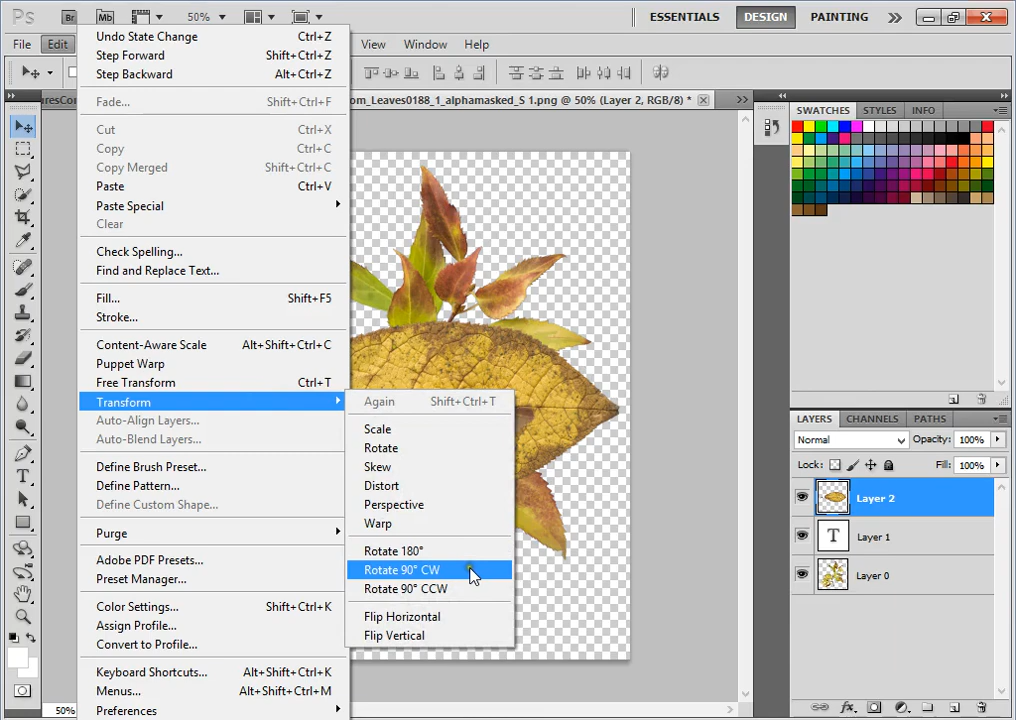 Ps Br Mb 50% ESSENTIALS DESIGN PAINTING
File Edit View Window Help
om_Leaves0188_1_alphamasked_S 1.png @ 50% (Layer 2, RGB/8) *
Undo State Change Ctrl+Z
Step Forward Shift+Ctrl+Z
Step Backward Alt+Ctrl+Z
Fade... Shift+Ctrl+F
Cut Ctrl+X
Copy Ctrl+C
Copy Merged Shift+Ctrl+C
Paste Ctrl+V
Paste Special
Clear
Check Spelling...
Find and Replace Text...
Fill... Shift+F5
Stroke...
Content-Aware Scale Alt+Shift+Ctrl+C
Puppet Warp
Free Transform Ctrl+T
Transform
Auto-Align Layers...
Auto-Blend Layers...
Define Brush Preset...
Define Pattern...
Define Custom Shape...
Purge
Adobe PDF Presets...
Preset Manager...
Color Settings... Shift+Ctrl+K
Assign Profile...
Convert to Profile...
Keyboard Shortcuts... Alt+Shift+Ctrl+K
Menus... Alt+Shift+Ctrl+M
Preferences
Again Shift+Ctrl+T
Scale
Rotate
Skew
Distort
Perspective
Warp
Rotate 180°
Rotate 90° CW
Rotate 90° CCW
Flip Horizontal
Flip Vertical
SWATCHES STYLES INFO
LAYERS CHANNELS PATHS
Normal Opacity: 100%
Lock: Fill: 100%
Layer 2
T Layer 1
Layer 0
fx
T
50%